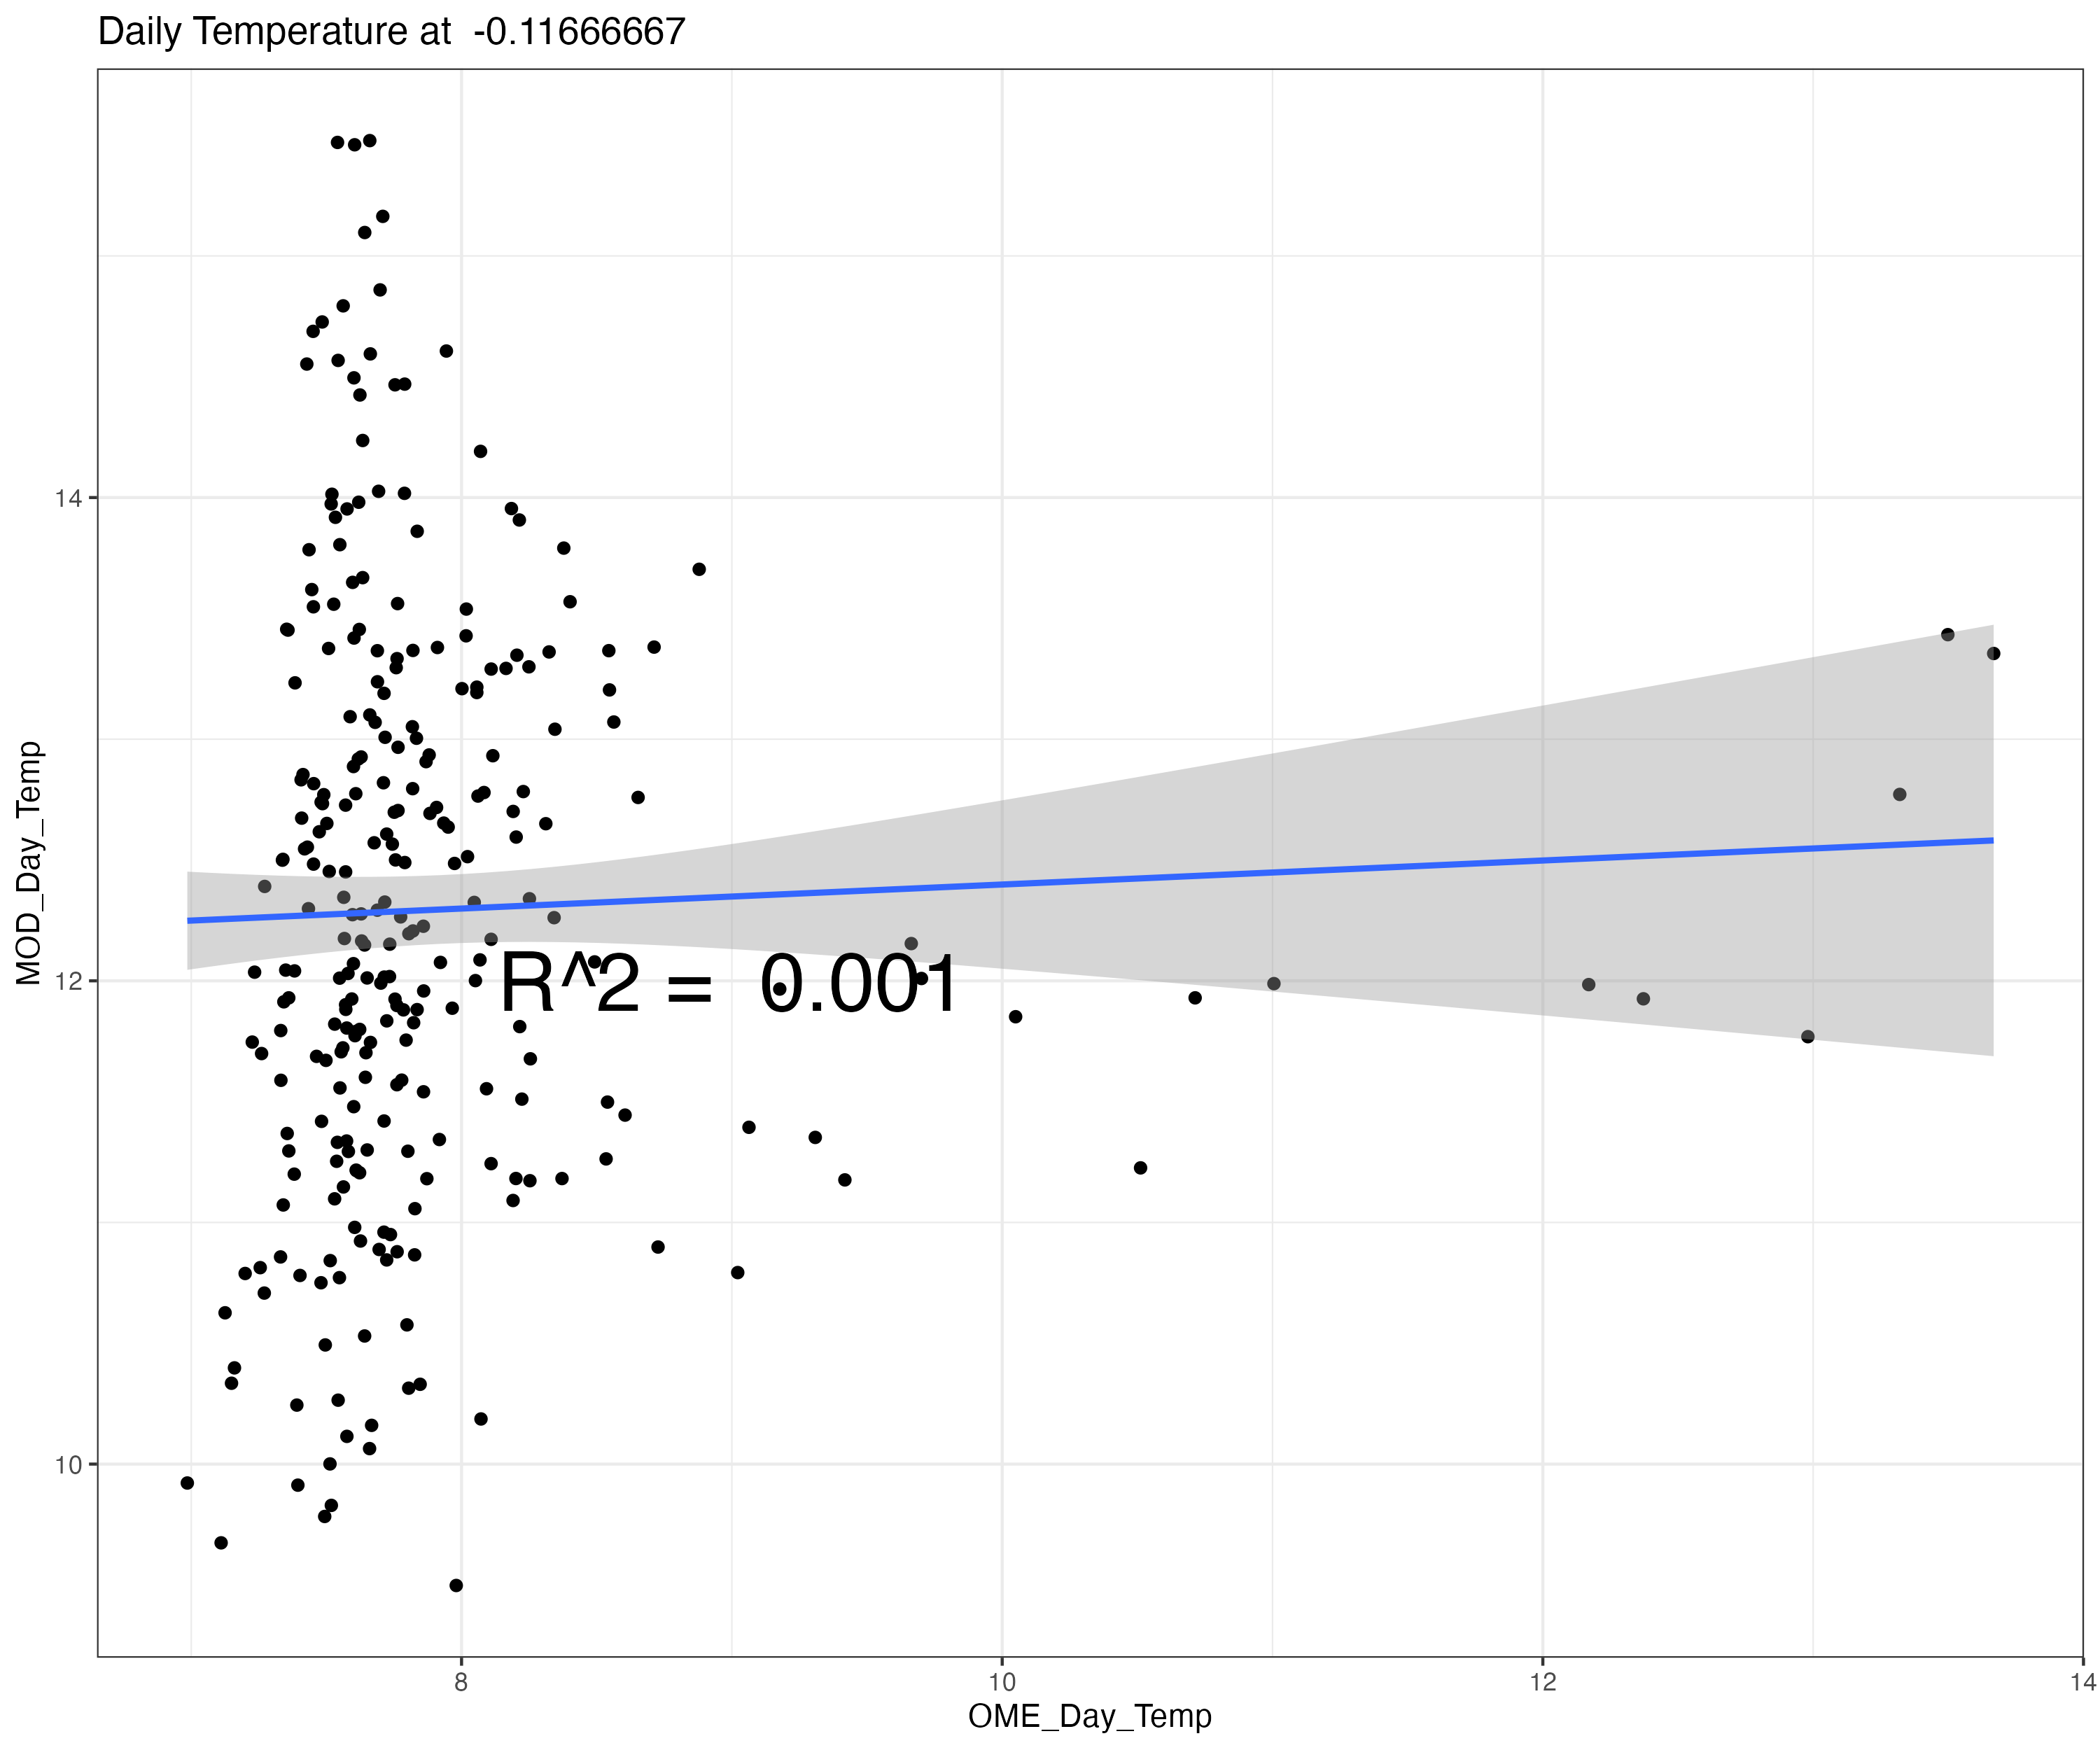 Daily Temperature at  -0.11666667
MOD_Day_Temp
14
12
10
R^2 =  0.001
8
10
12
14
OME_Day_Temp